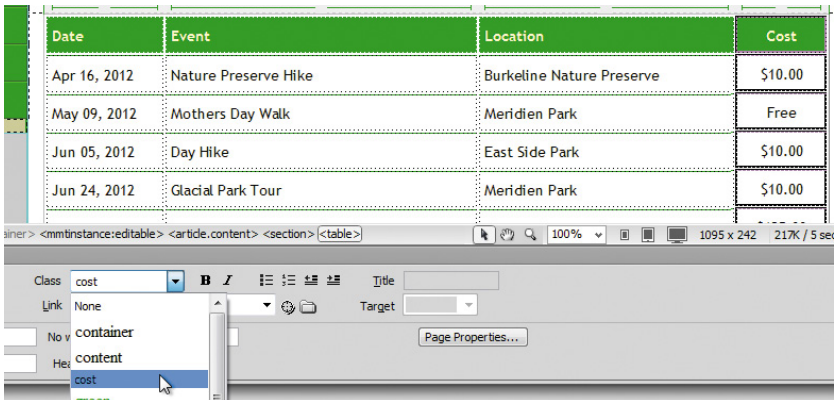 Date Event Location Cost
Apr 16, 2012 Nature Preserve Hike Burkeline Nature Preserve $10.00
May 09, 2012 Mothers Day Walk Meridien Park Free
Jun 05, 2012 Day Hike East Side Park $10.00
Jun 24, 2012 Glacial Park Tour Meridien Park $10.00
<mmtinstance:editable> <article.content> <section> <table> 100% 1095 x 242 217K / 5 sec
Class cost B I Title
Link None Target
No container Page Properties...
content
cost